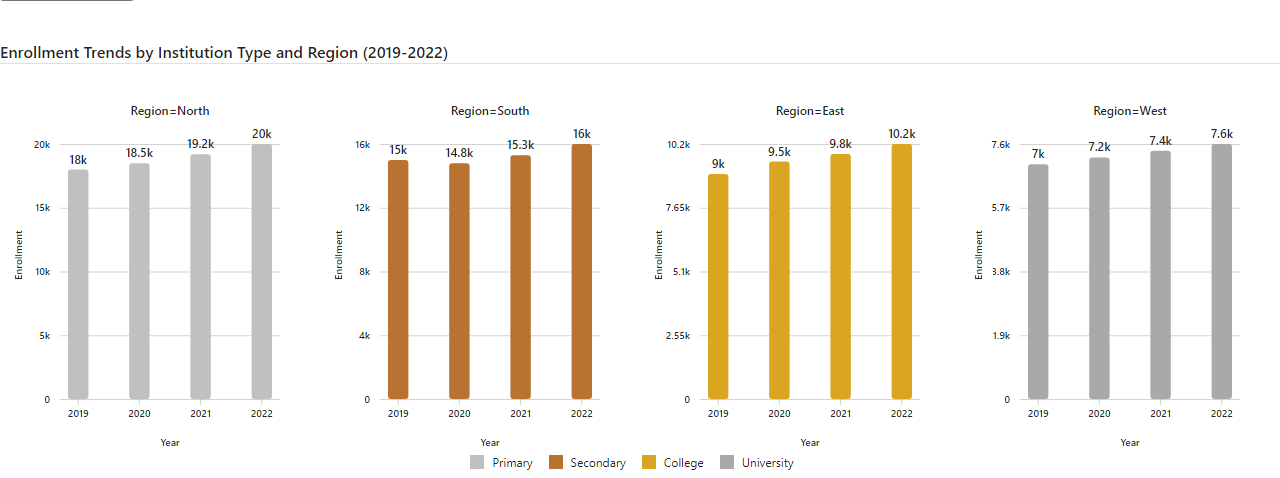 Enrollment Trends by Institution Type and Region (2019-2022)
Region=North
20k
15k
10k
5k
0
Enrollment
18k
18.5k
19.2k
20k
2019
2020
2021
2022
Year
Region=South
16k
12k
8k
4k
0
Enrollment
15k
14.8k
15.3k
16k
2019
2020
2021
2022
Year
Region=East
10.2k
7.65k
5.1k
2.55k
0
Enrollment
9k
9.5k
9.8k
10.2k
2019
2020
2021
2022
Year
Region=West
7.6k
5.7k
3.8k
1.9k
0
Enrollment
7k
7.2k
7.4k
7.6k
2019
2020
2021
2022
Year
Primary Secondary College University